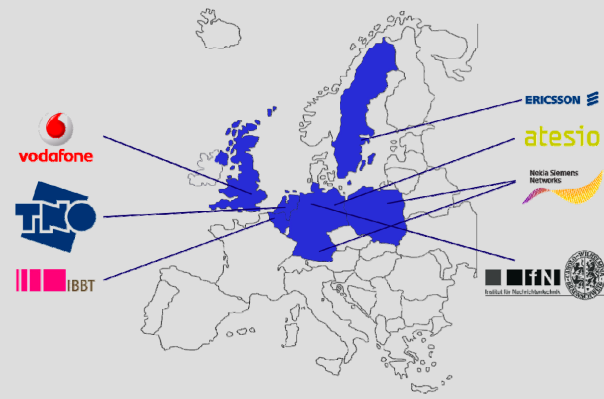 vodafone
TNO
IBBT
ERICSSON
atesio
Nokia Siemens
Networks
IfN
Institut für Nachrichtentechnik